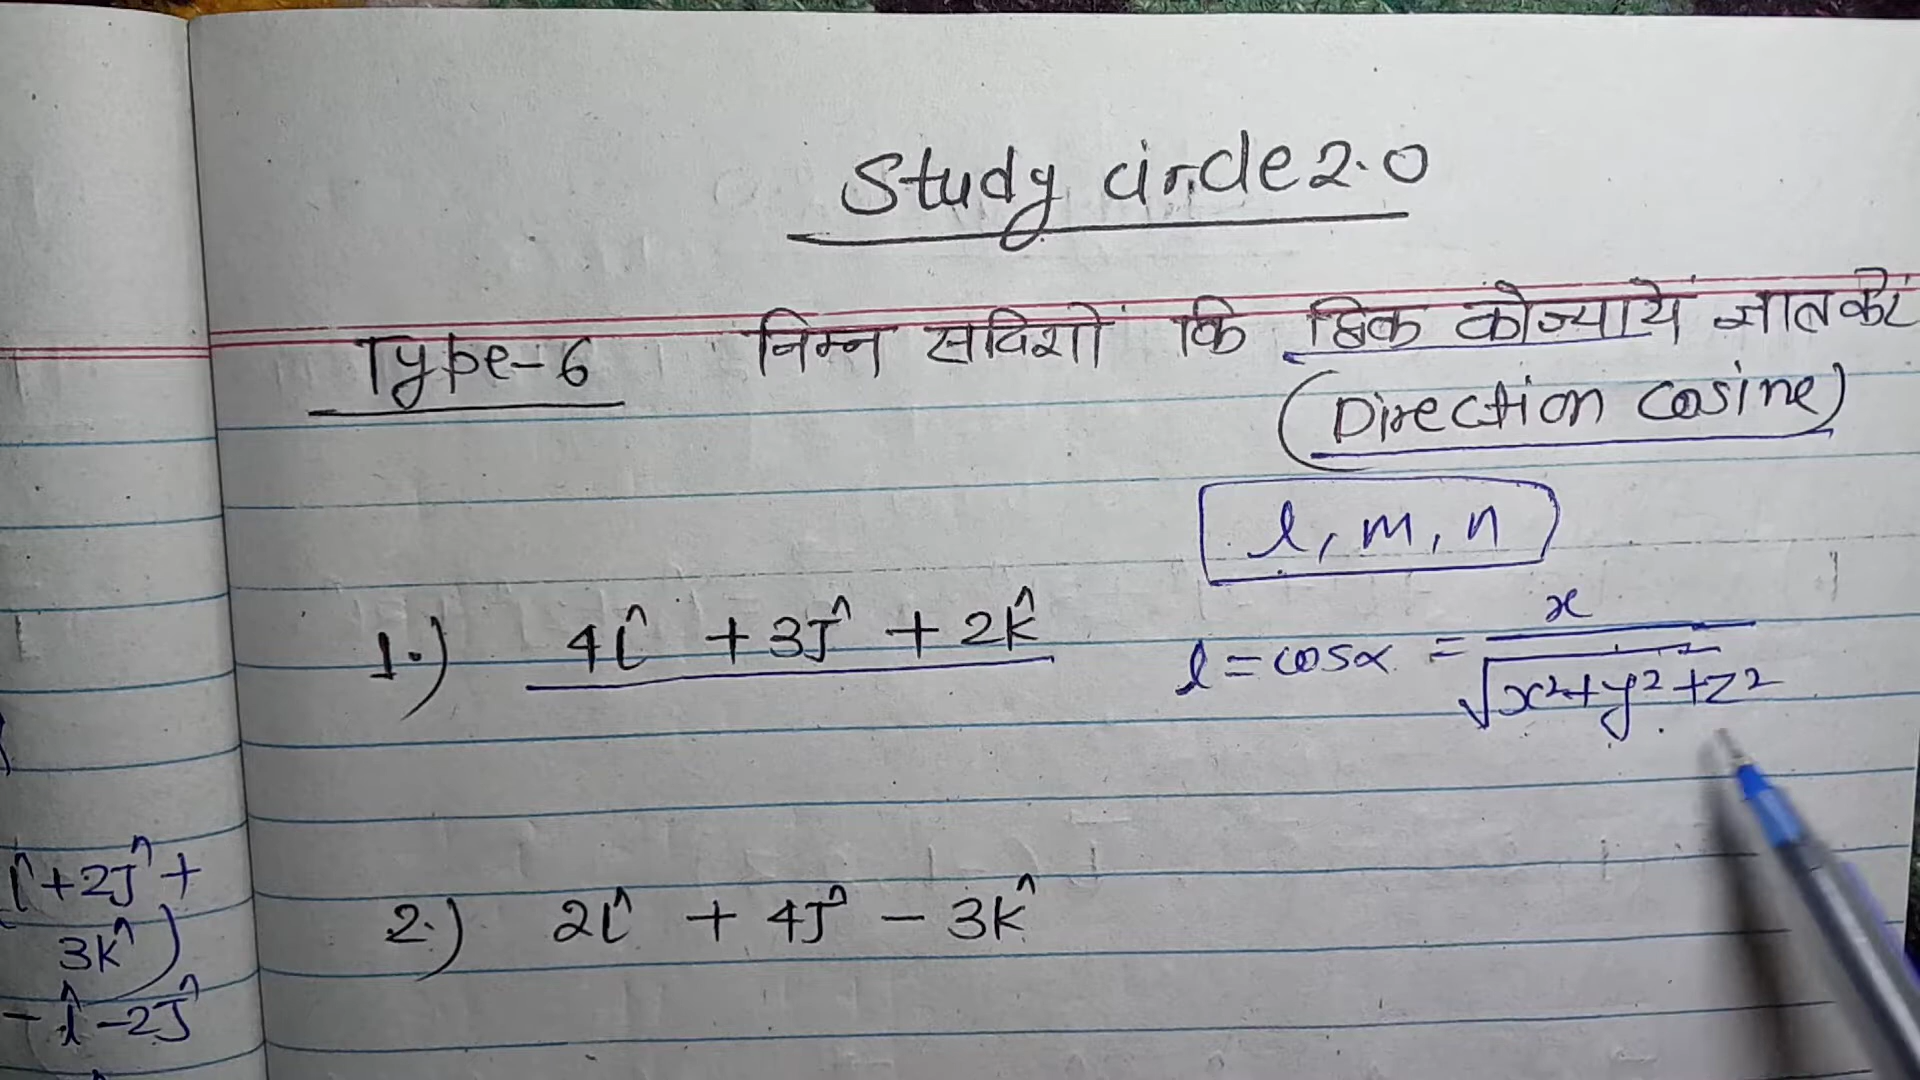 Study circle 2.0
Type-6 निम्न सदिशों कि द्विक कोज्यायें ज्ञात करें
(Direction cosine)
l, m, n
1.) 4î + 3ĵ + 2k̂
l = cosα = x / √x²+y²+z²
2.) 2î + 4ĵ - 3k̂
î+2ĵ+
3k̂)
-î-2ĵ